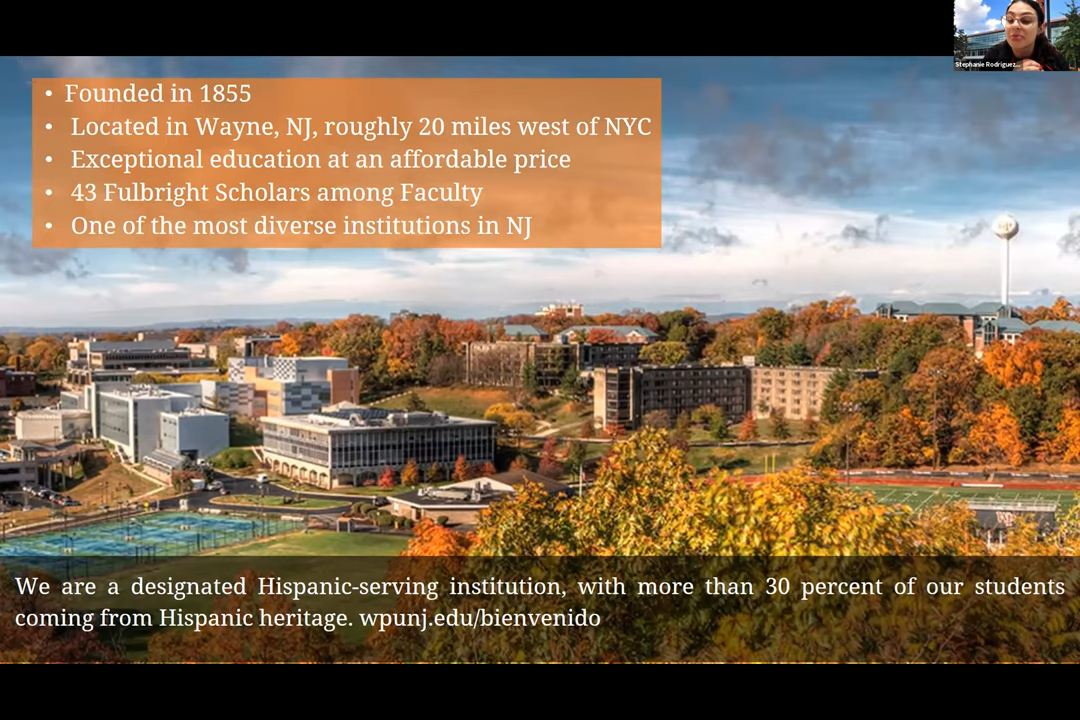 Stephanie Rodriguez...
• Founded in 1855
• Located in Wayne, NJ, roughly 20 miles west of NYC
• Exceptional education at an affordable price
• 43 Fulbright Scholars among Faculty
• One of the most diverse institutions in NJ
We are a designated Hispanic-serving institution, with more than 30 percent of our students
coming from Hispanic heritage. wpunj.edu/bienvenido